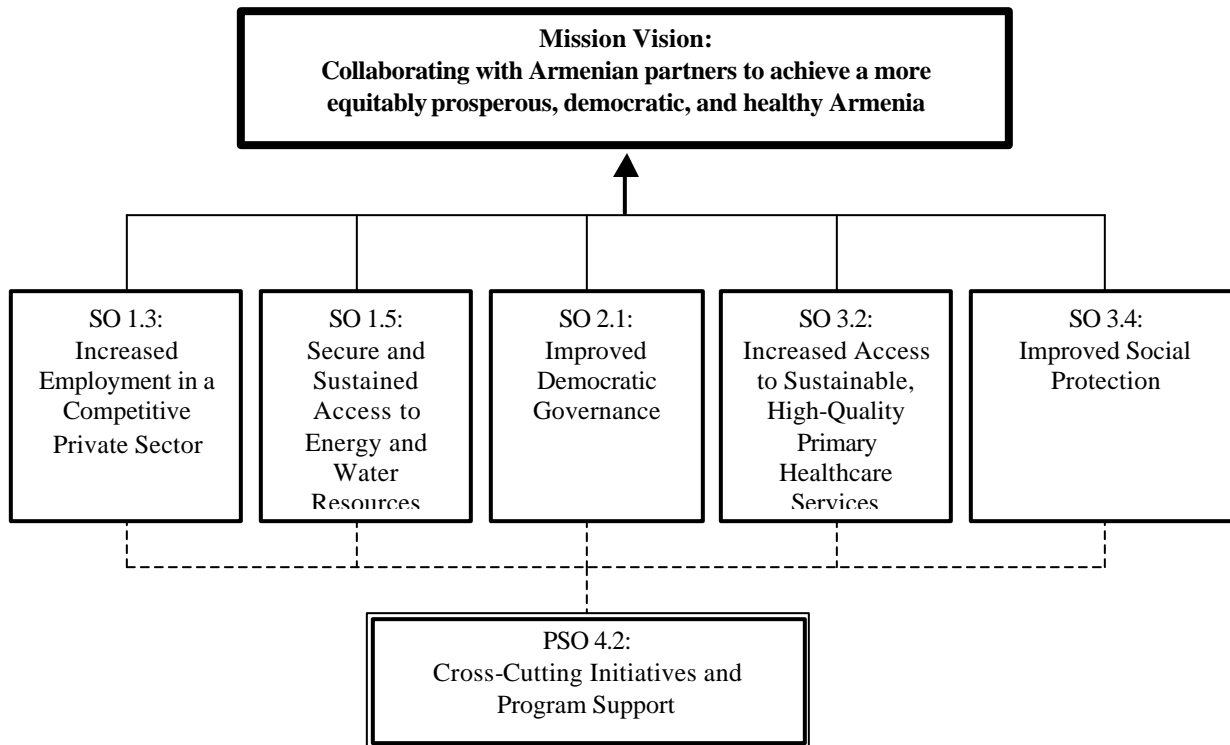 Mission Vision:
Collaborating with Armenian partners to achieve a more
equitably prosperous, democratic, and healthy Armenia
SO 1.3:
Increased
Employment in a
Competitive
Private Sector
SO 1.5:
Secure and
Sustained
Access to
Energy and
Water
Resources
SO 2.1:
Improved
Democratic
Governance
SO 3.2:
Increased Access
to Sustainable,
High-Quality
Primary
Healthcare
Services
SO 3.4:
Improved Social
Protection
PSO 4.2:
Cross-Cutting Initiatives and
Program Support